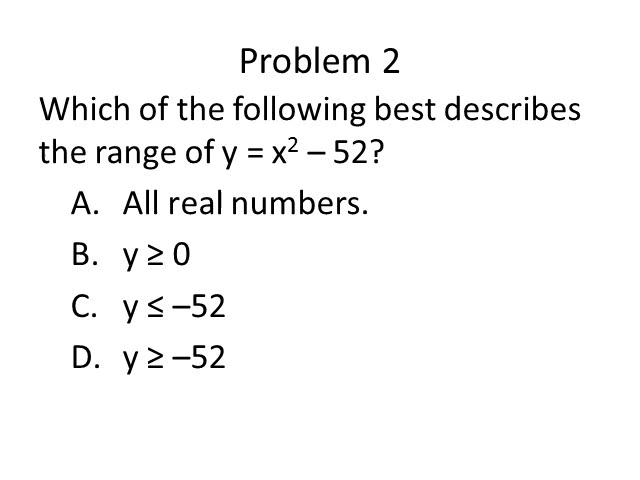 Problem 2
Which of the following best describes
the range of y = x² – 52?
A. All real numbers.
B. y ≥ 0
C. y ≤ –52
D. y ≥ –52